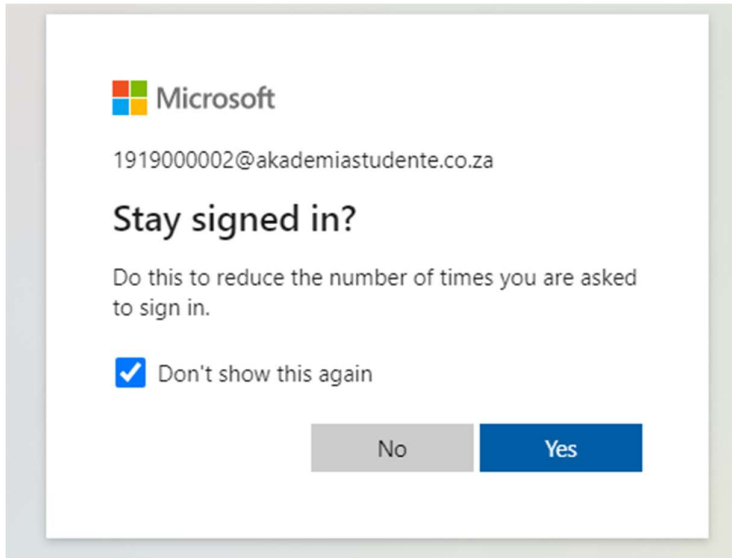 Microsoft
1919000002@akademiastudente.co.za
Stay signed in?
Do this to reduce the number of times you are asked
to sign in.
Don't show this again
No
Yes